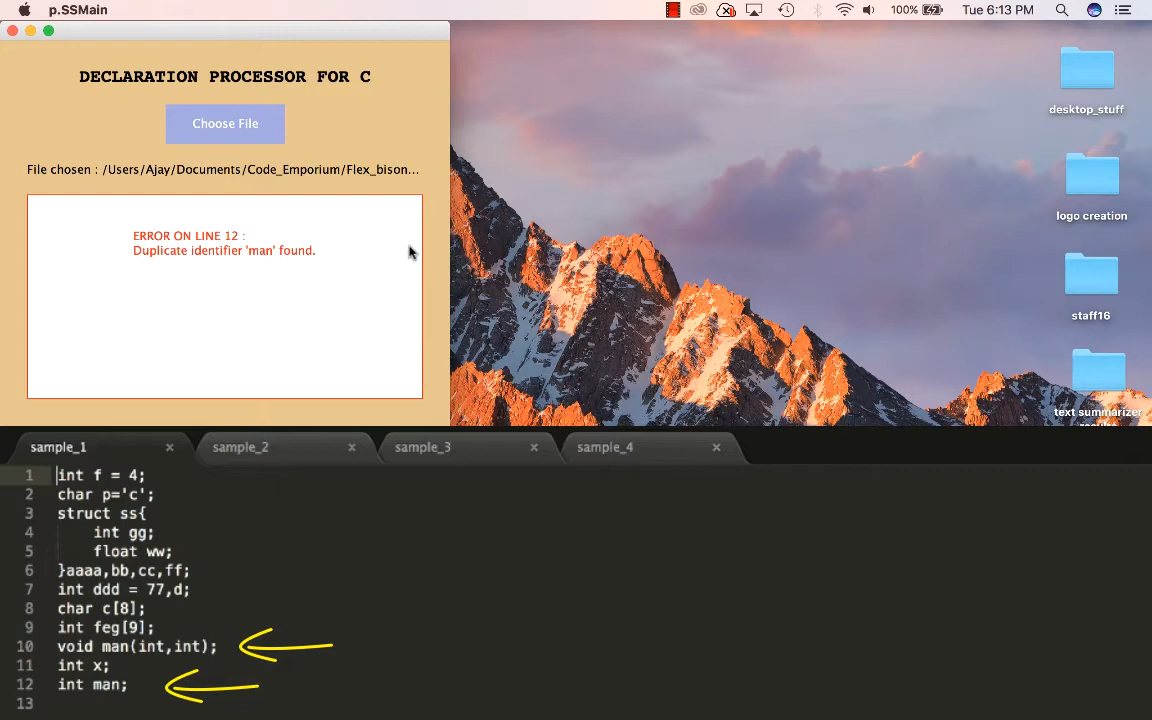 p.SSMain
100%
Tue 6:13 PM
DECLARATION PROCESSOR FOR C
Choose File
File chosen : /Users/Ajay/Documents/Code_Emporium/Flex_bison...
ERROR ON LINE 12 :
Duplicate identifier 'man' found.
desktop_stuff
logo creation
staff16
text summarizer
sample_1
sample_2
sample_3
sample_4
1 int f = 4;
2 char p='c';
3 struct ss{
4 int gg;
5 float ww;
6 }aaaa,bb,cc,ff;
7 int ddd = 77,d;
8 char c[8];
9 int feg[9];
10 void man(int,int);
11 int x;
12 int man;
13